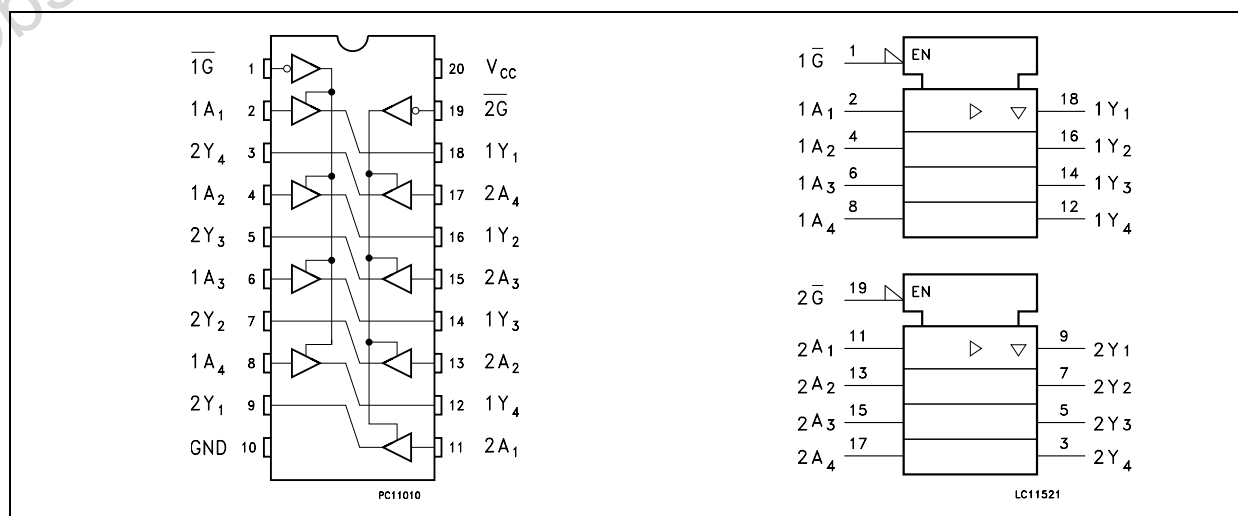 1G̅ 1 20 V_CC
1A₁ 2 19 2G̅
2Y₄ 3 18 1Y₁
1A₂ 4 17 2A₄
2Y₃ 5 16 1Y₂
1A₃ 6 15 2A₃
2Y₂ 7 14 1Y₃
1A₄ 8 13 2A₂
2Y₁ 9 12 1Y₄
GND 10 11 2A₁
PC11010
1G̅ 1 EN
1A₁ 2 18 1Y₁
1A₂ 4 16 1Y₂
1A₃ 6 14 1Y₃
1A₄ 8 12 1Y₄
2G̅ 19 EN
2A₁ 11 9 2Y1
2A₂ 13 7 2Y2
2A₃ 15 5 2Y3
2A₄ 17 3 2Y₄
LC11521